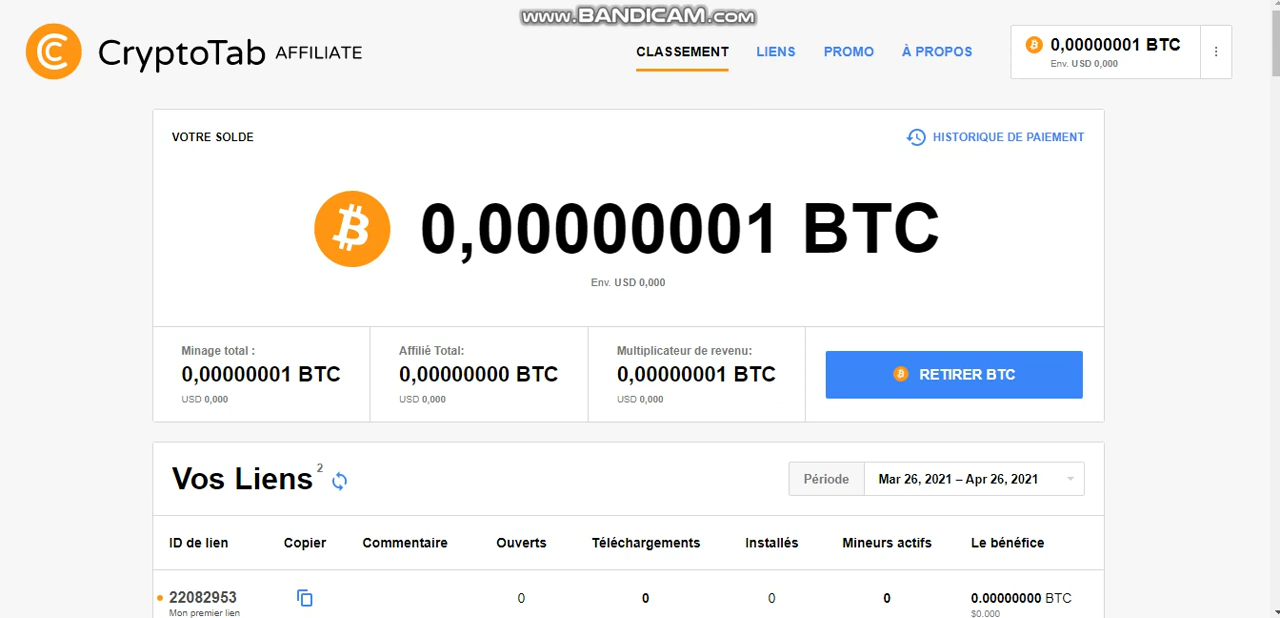 www.BANDICAM.com
CryptoTab AFFILIATE
CLASSEMENT LIENS PROMO À PROPOS
0,00000001 BTC
Env. USD 0,000
VOTRE SOLDE
HISTORIQUE DE PAIEMENT
0,00000001 BTC
Env. USD 0,000
Minage total : Affilié Total: Multiplicateur de revenu:
0,00000001 BTC 0,00000000 BTC 0,00000001 BTC
RETIRER BTC
USD 0,000 USD 0,000 USD 0,000
Vos Liens 2
Période Mar 26, 2021 – Apr 26, 2021
ID de lien Copier Commentaire Ouverts Téléchargements Installés Mineurs actifs Le bénéfice
22082953 0 0 0 0 0.00000000 BTC
Mon premier lien $0.000